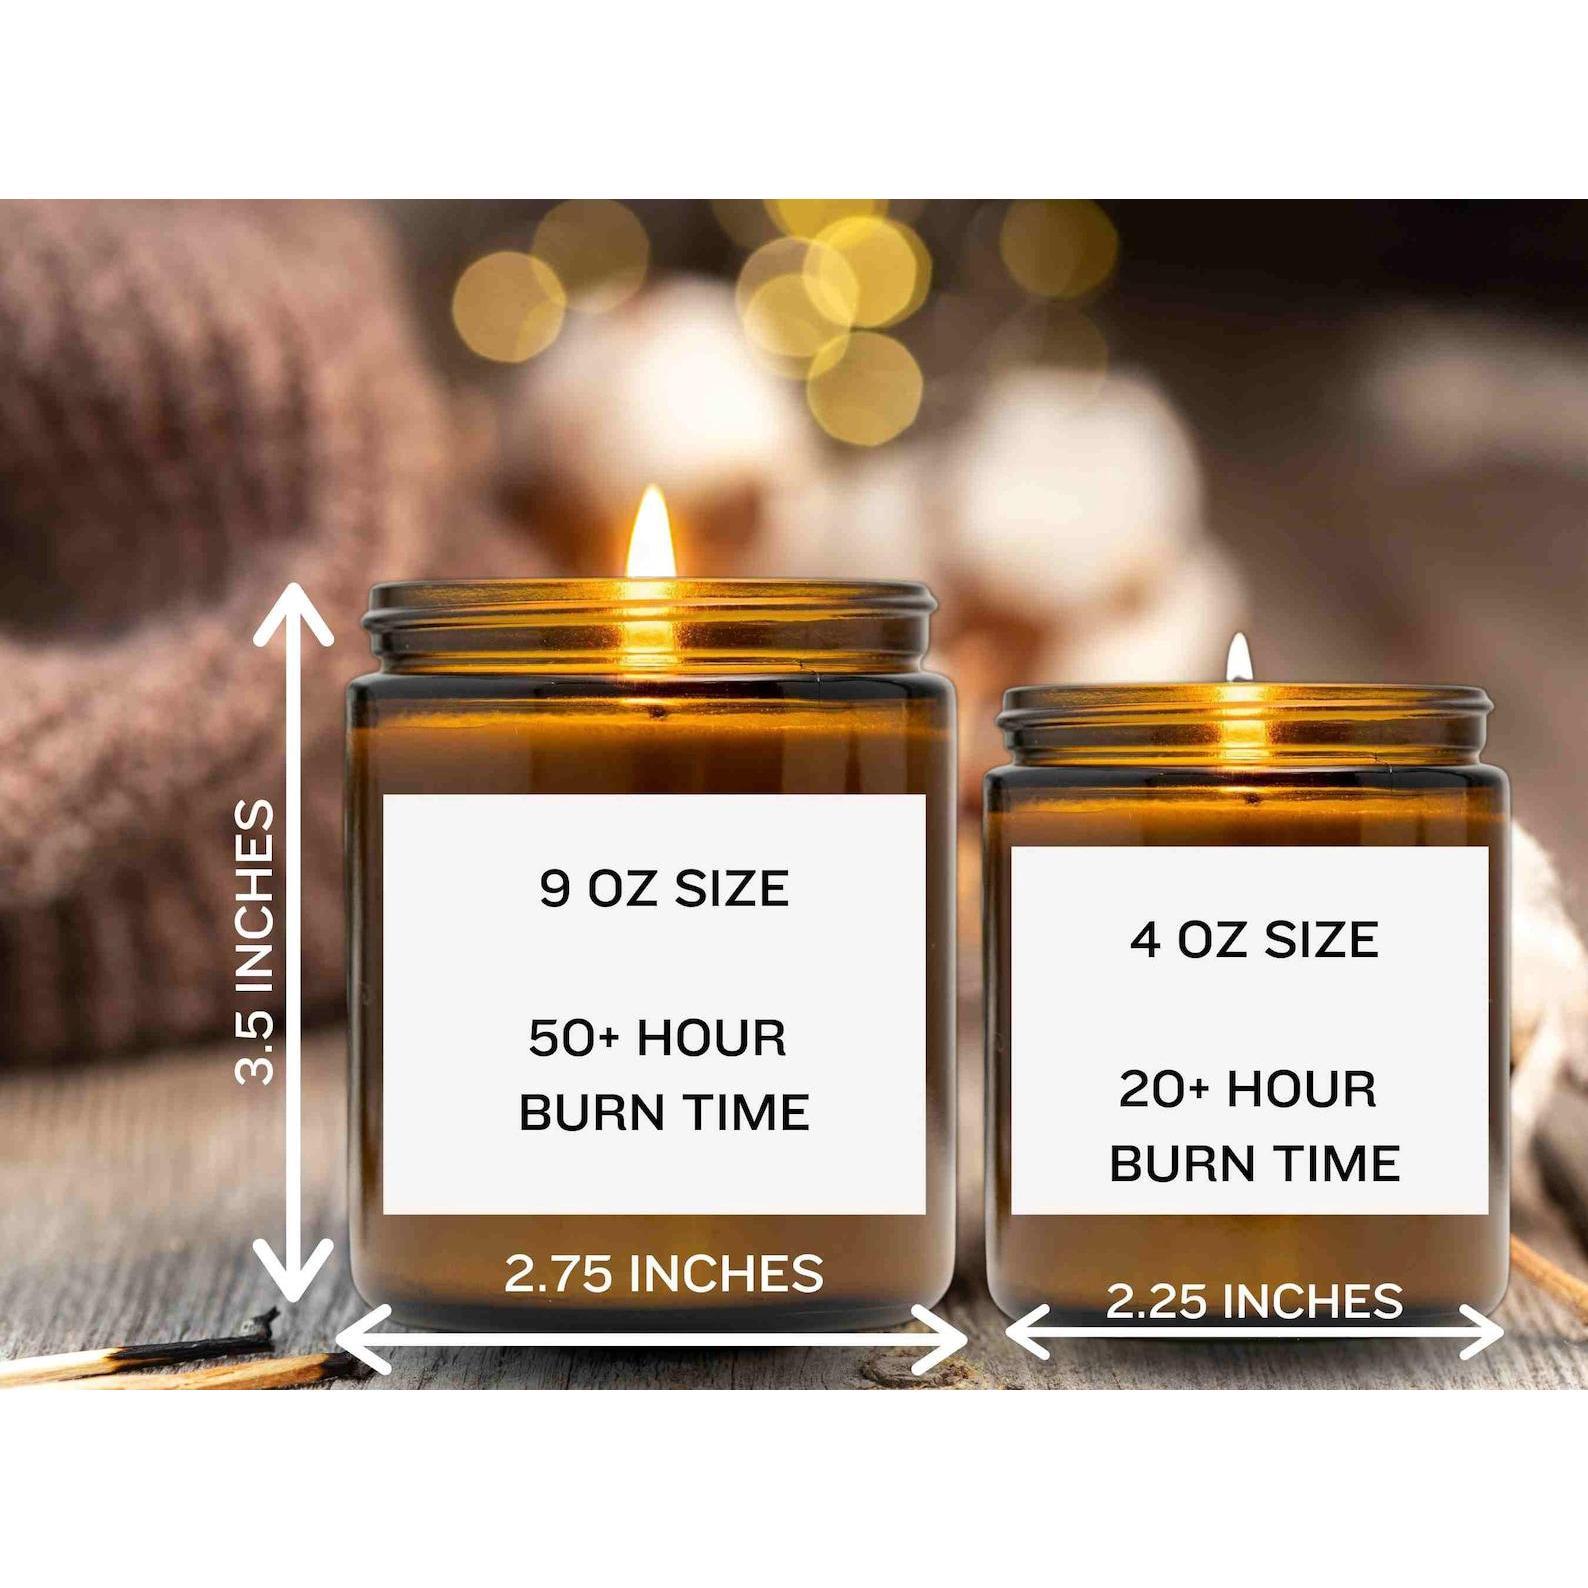 3.5 INCHES
9 OZ SIZE
50+ HOUR
BURN TIME
2.75 INCHES
4 OZ SIZE
20+ HOUR
BURN TIME
2.25 INCHES